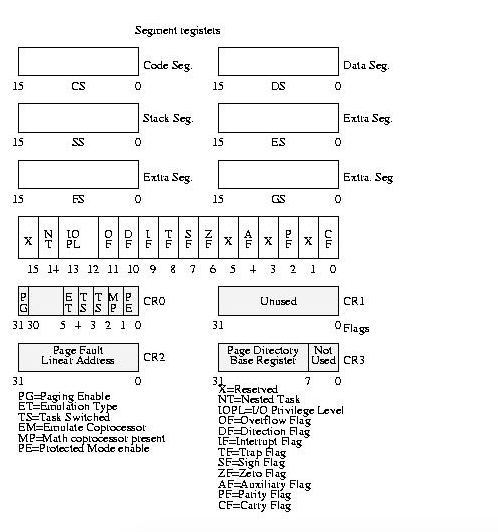 Segment registers
Code Seg. Data Seg.
15 CS 0 15 DS 0
Stack Seg. Extra Seg.
15 SS 0 15 ES 0
Extra Seg. Extra. Seg
15 FS 0 15 GS 0
X NT IOPL OF DF IF TF SF ZF X AF X PF X CF
15 14 13 12 11 10 9 8 7 6 5 4 3 2 1 0
PG ET TS TS MP PE CR0 Unused CR1
31 30 5 4 3 2 1 0 31 0 Flags
Page Fault Linear Address CR2 Page Directory Base Register Not Used CR3
31 0 31 7 0
PG=Paging Enable
ET=Emulation Type
TS=Task Switched
EM=Emulate Coprocessor
MP=Math coprocessor present
PE=Protected Mode enable
X=Reserved
NT=Nested Task
IOPL=I/O Privilege Level
OF=Overflow Flag
DF=Direction Flag
IF=Interrupt Flag
TF=Trap Flag
SF=Sign Flag
ZF=Zero Flag
AF=Auxiliary Flag
PF=Parity Flag
CF=Carry Flag